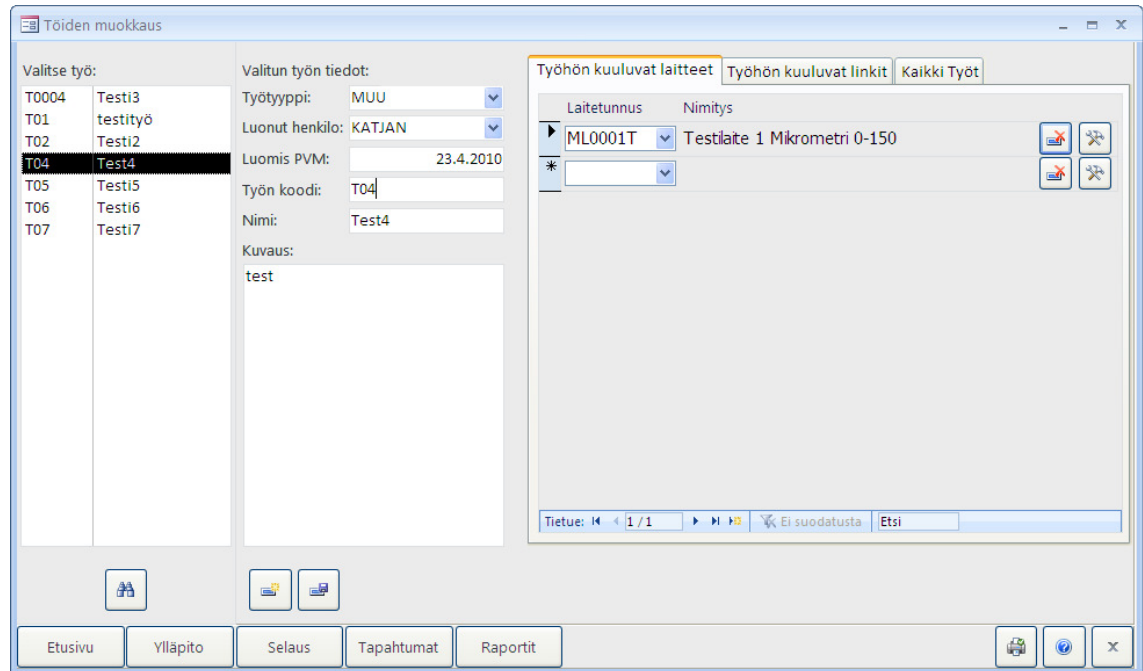 Töiden muokkaus
Valitse työ:
T0004 Testi3
T01 testityö
T02 Testi2
T04 Test4
T05 Testi5
T06 Testi6
T07 Testi7
Valitun työn tiedot:
Työtyyppi: MUU
Luonut henkilo: KATJAN
Luomis PVM: 23.4.2010
Työn koodi: T04
Nimi: Test4
Kuvaus:
test
Työhön kuuluvat laitteet Työhön kuuluvat linkit Kaikki Työt
Laitetunnus Nimitys
ML0001T Testilaite 1 Mikrometri 0-150
Tietue: 1 / 1 Ei suodatusta Etsi
Etusivu Ylläpito Selaus Tapahtumat Raportit